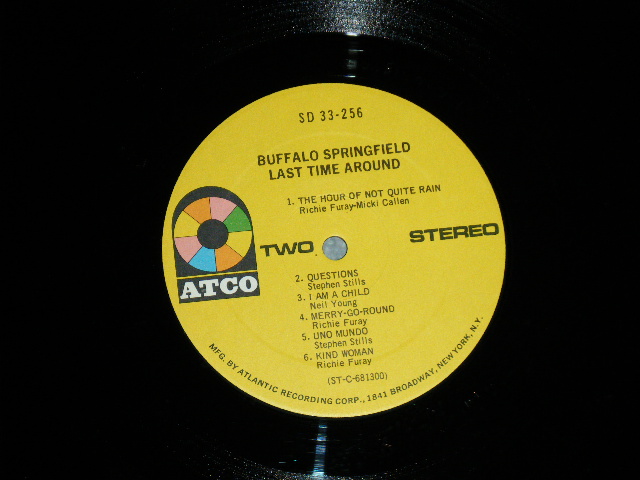 SD 33-256
BUFFALO SPRINGFIELD
LAST TIME AROUND
1. THE HOUR OF NOT QUITE RAIN
Richie Furay-Micki Callen
TWO
STEREO
ATCO
2. QUESTIONS
Stephen Stills
3. I AM A CHILD
Neil Young
4. MERRY-GO-ROUND
Richie Furay
5. UNO MUNDO
Stephen Stills
6. KIND WOMAN
Richie Furay
(ST-C-681300)
MFG. BY ATLANTIC RECORDING CORP., 1841 BROADWAY, NEW YORK, N.Y.